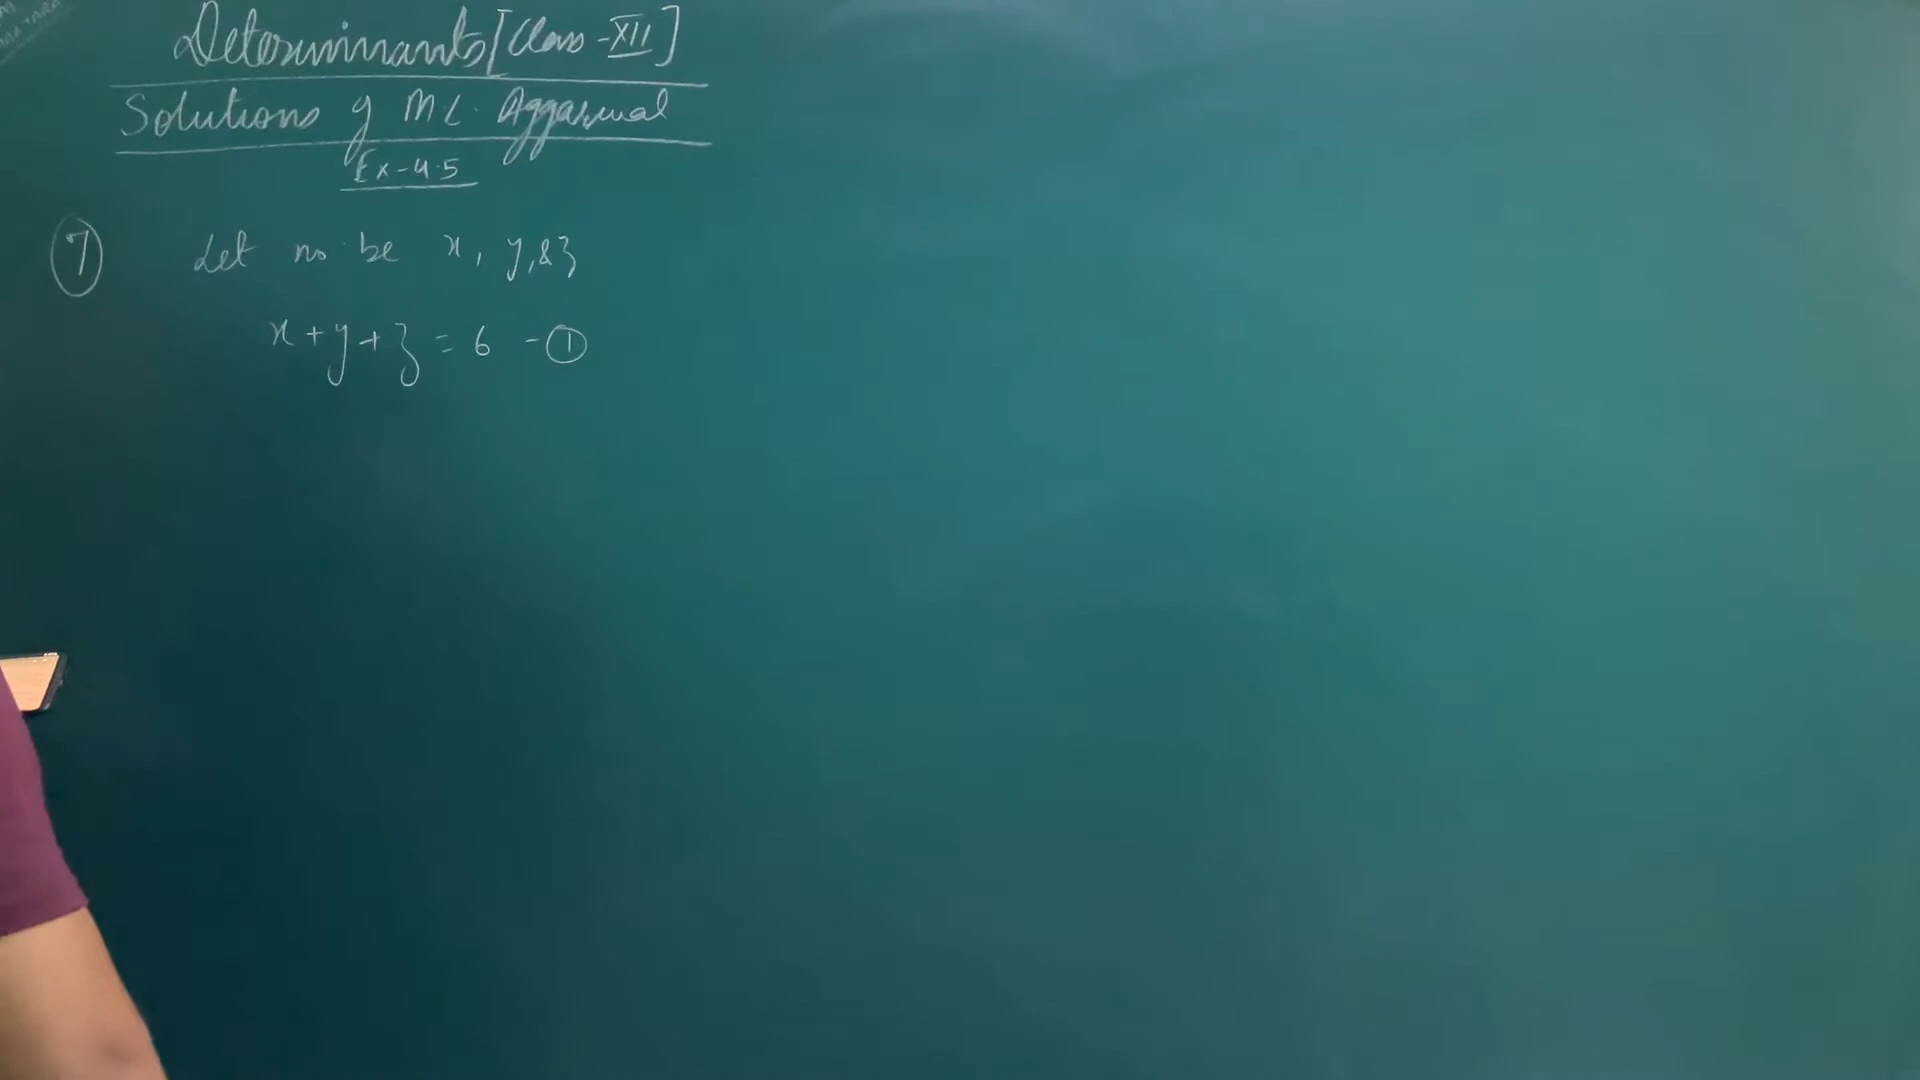 Determinants [Class-XII]
Solutions of M.L. Aggarwal
Ex-4.5
7 Let no. be x, y, & z
x+y+z = 6 -①